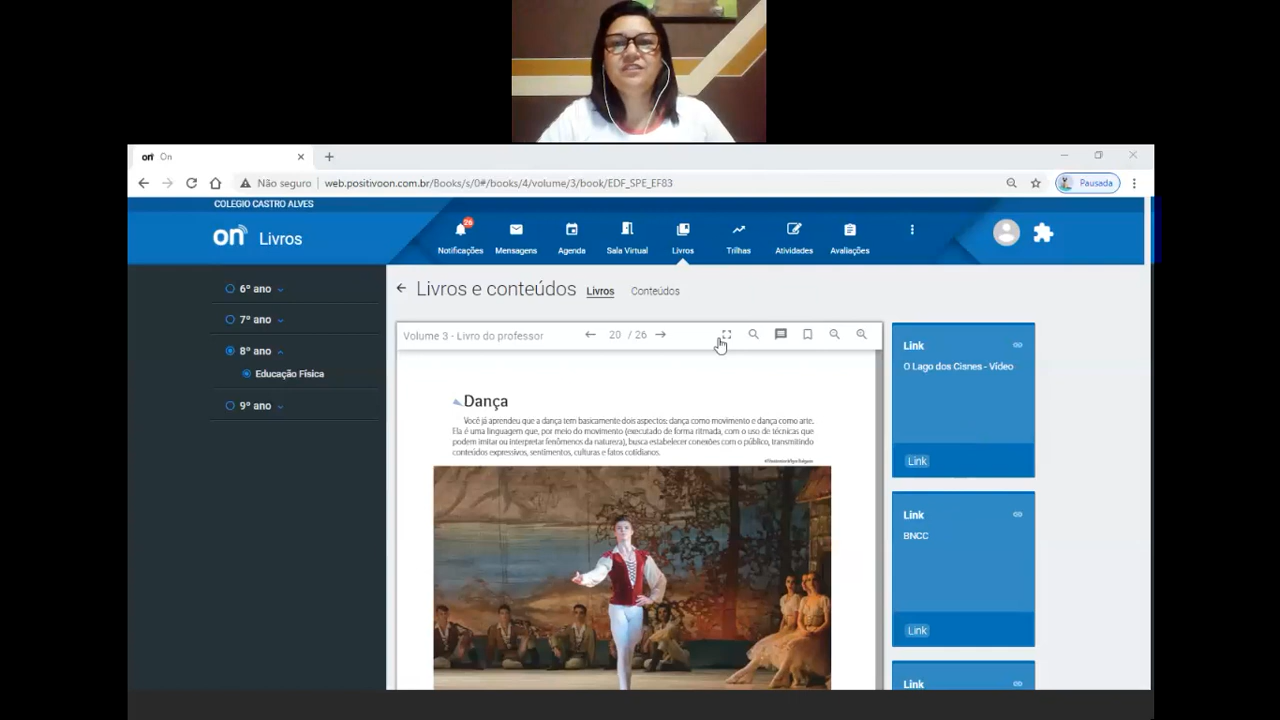 on On
Não seguro
web.positivoon.com.br/Books/s/0#/books/4/volume/3/book/EDF_SPE_EF83
Pausada
COLEGIO CASTRO ALVES
on Livros
26
Notificações
Mensagens
Agenda
Sala Virtual
Livros
Trilhas
Atividades
Avaliações
6º ano
7º ano
8º ano
Educação Física
9º ano
Livros e conteúdos
Livros
Conteúdos
Volume 3 - Livro do professor
20 / 26
Dança
Você já aprendeu que a dança tem basicamente dois aspectos: dança como movimento e dança como arte.
Ela é uma linguagem que, por meio do movimento (executado de forma ritmada, com o uso de técnicas que
podem imitar ou interpretar fenômenos da natureza), busca estabelecer conexões com o público, transmitindo
conteúdos expressivos, sentimentos, culturas e fatos cotidianos.
Link
O Lago dos Cisnes - Vídeo
Link
Link
BNCC
Link
Link